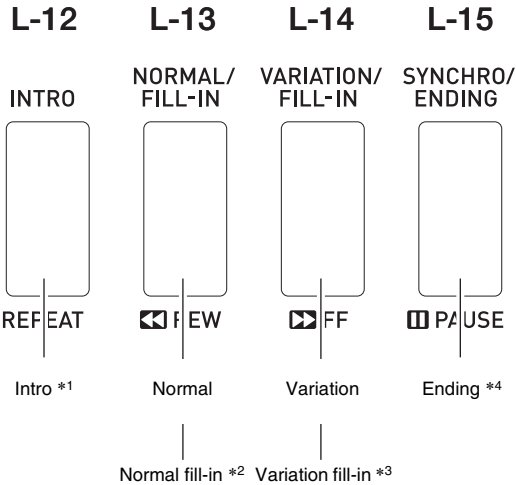 L-12 L-13 L-14 L-15
INTRO NORMAL/ FILL-IN VARIATION/ FILL-IN SYNCHRO/ ENDING
REPEAT REW FF PAUSE
Intro *1 Normal Variation Ending *4
Normal fill-in *2 Variation fill-in *3